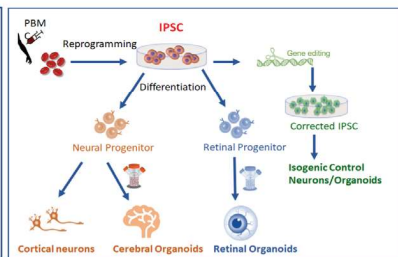 PBM
C
IPSC
Reprogramming
Gene editing
Differentiation
Corrected IPSC
Neural Progenitor
Retinal Progenitor
Isogenic Control
Neurons/Organoids
Cortical neurons
Cerebral Organoids
Retinal Organoids